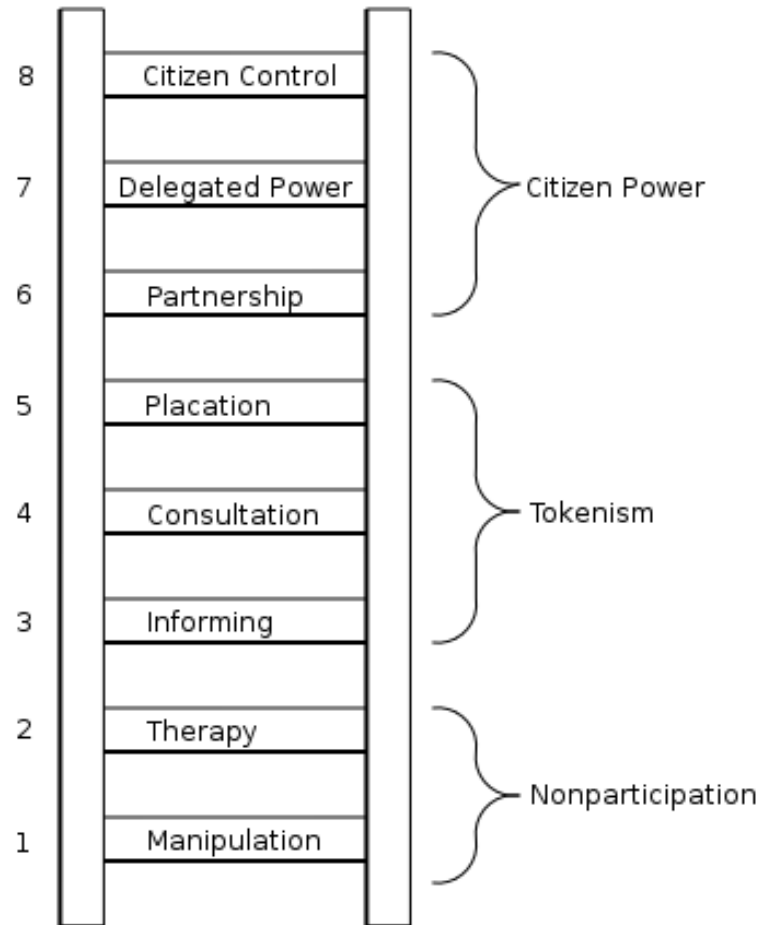 8 Citizen Control
7 Delegated Power Citizen Power
6 Partnership
5 Placation
4 Consultation Tokenism
3 Informing
2 Therapy
Nonparticipation
1 Manipulation